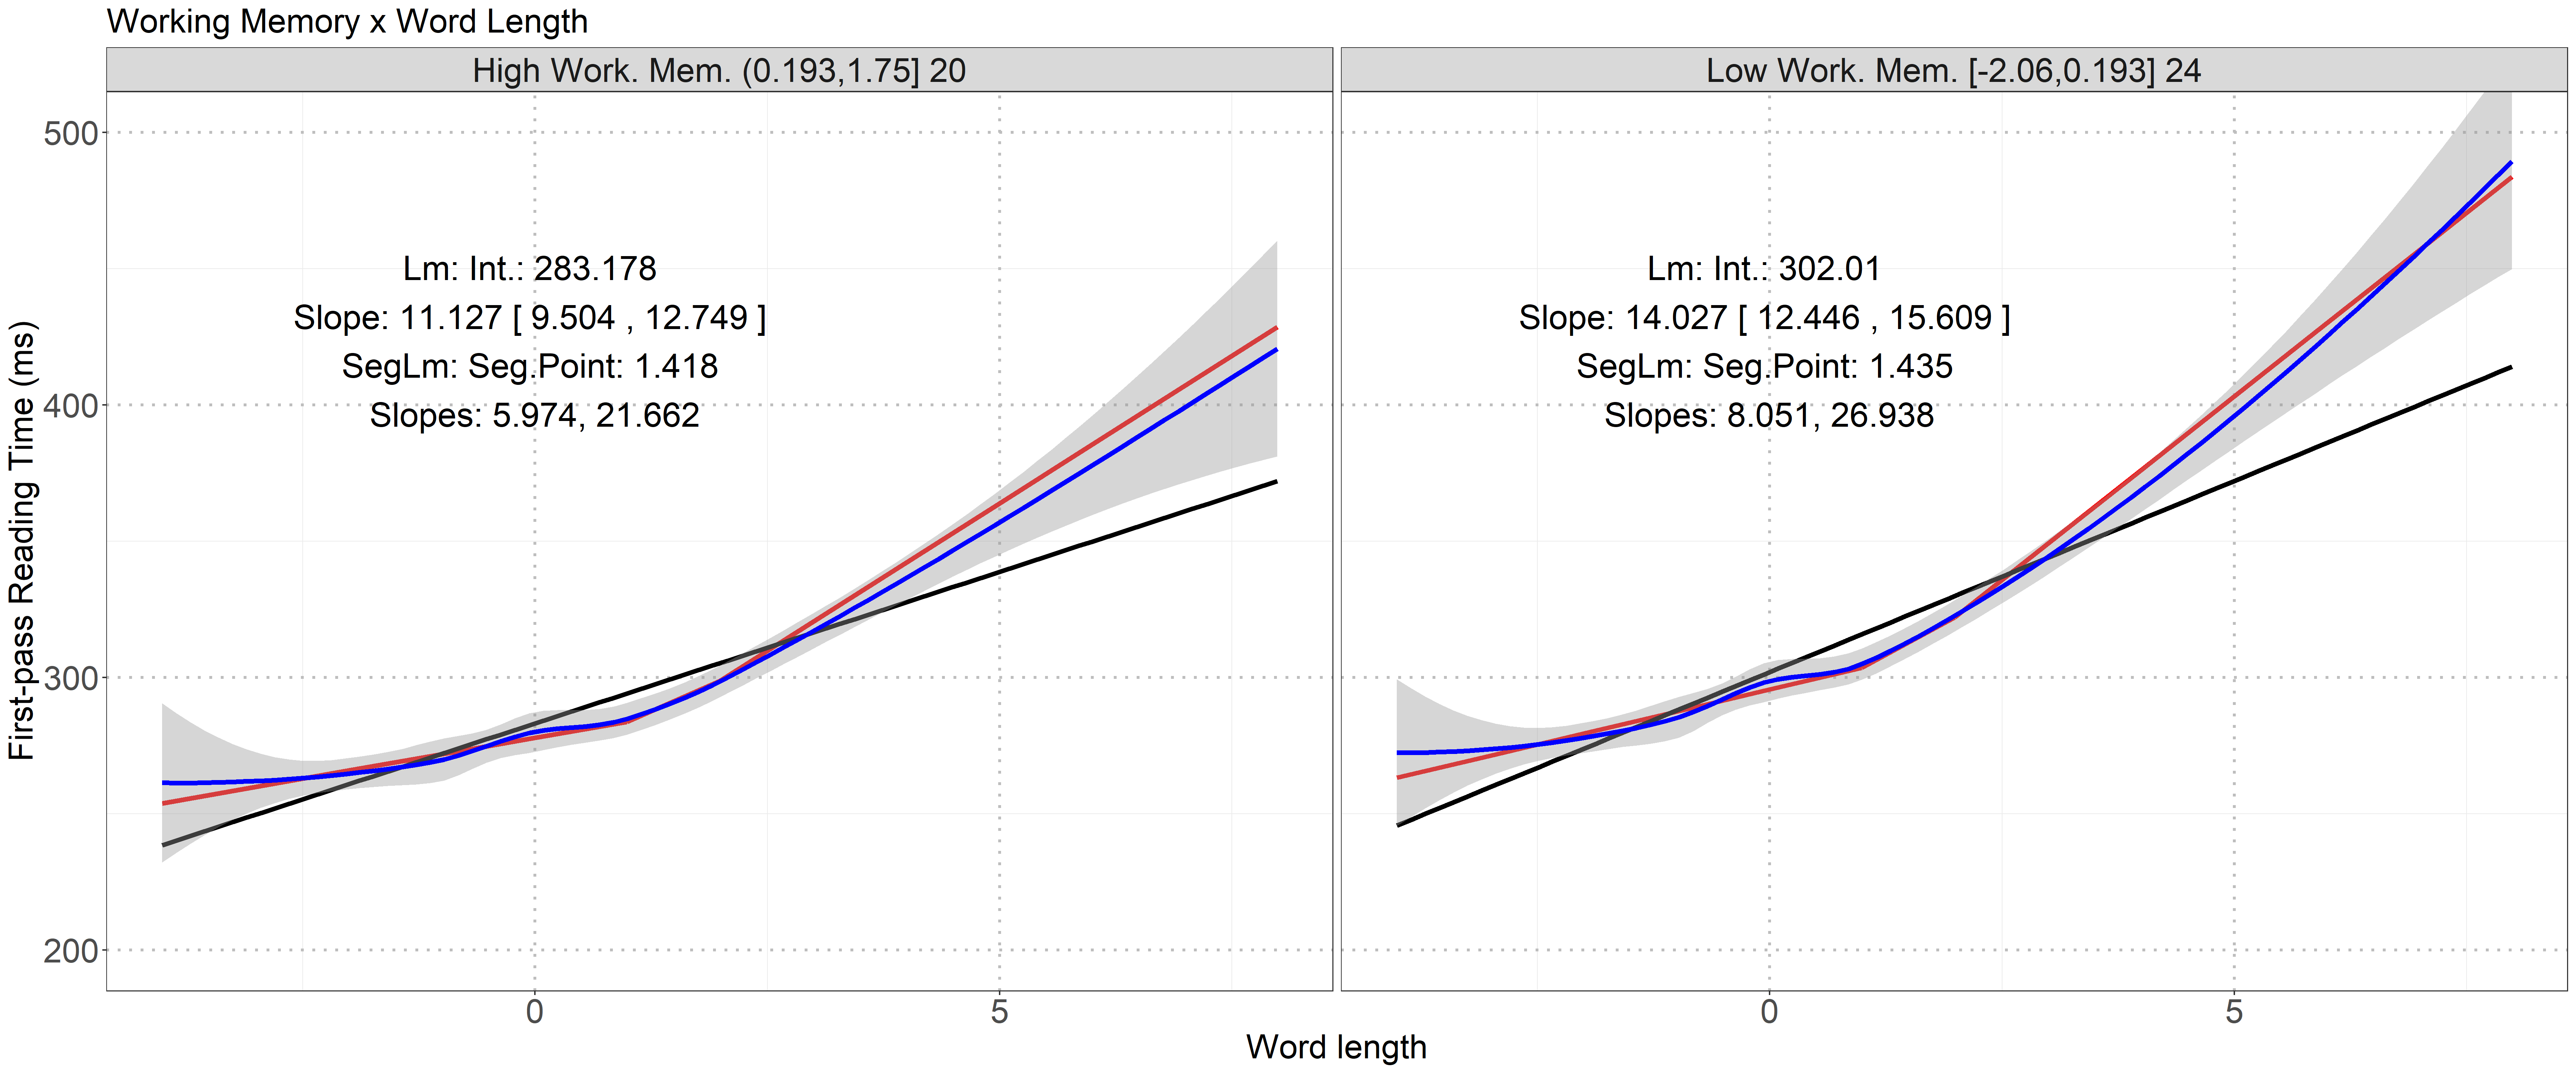 Working Memory x Word Length
High Work. Mem. (0.193,1.75] 20
Low Work. Mem. [-2.06,0.193] 24
First-pass Reading Time (ms)
500
400
300
200
Lm: Int.: 283.178
Slope: 11.127 [ 9.504 , 12.749 ]
SegLm: Seg.Point: 1.418
Slopes: 5.974, 21.662
Lm: Int.: 302.01
Slope: 14.027 [ 12.446 , 15.609 ]
SegLm: Seg.Point: 1.435
Slopes: 8.051, 26.938
0
5
0
5
Word length